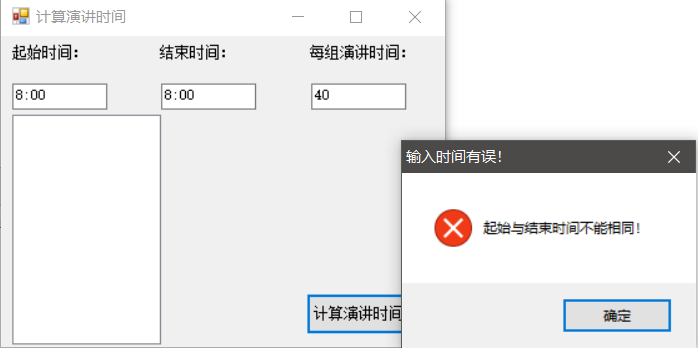 计算演讲时间
起始时间：
结束时间：
每组演讲时间：
8:00
8:00
40
输入时间有误！
起始与结束时间不能相同！
计算演讲时间
确定